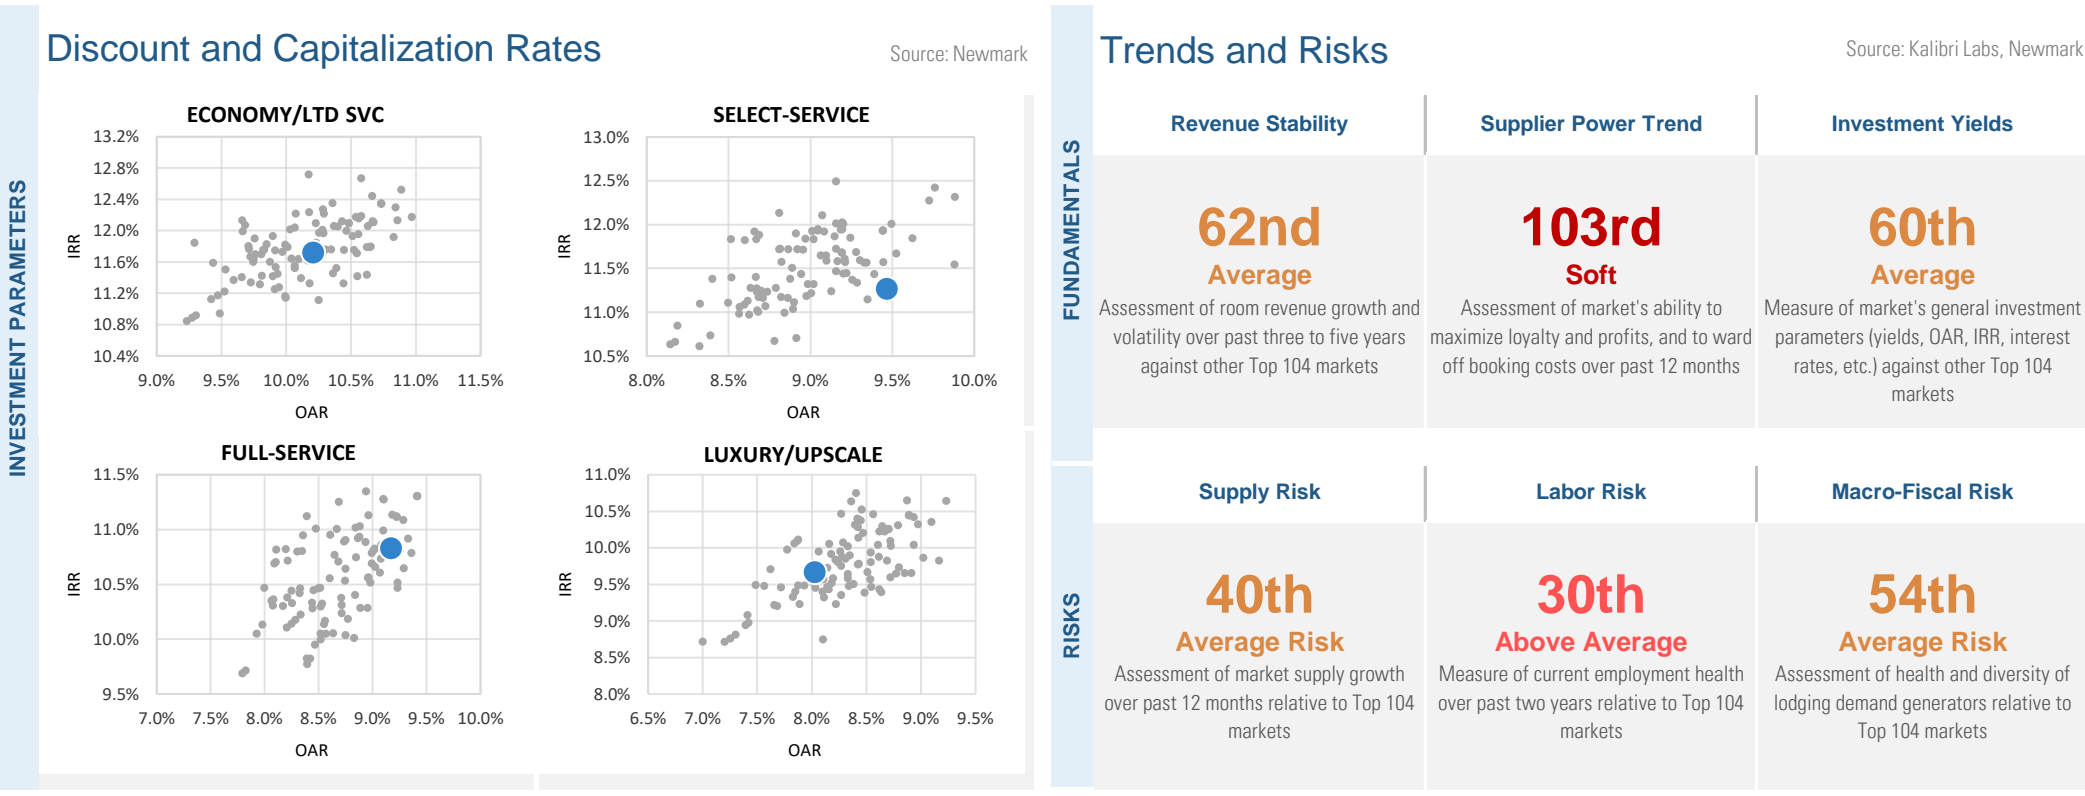 INVESTMENT PARAMETERS
Discount and Capitalization Rates
Source: Newmark
ECONOMY/LTD SVC
13.2%
12.8%
12.4%
12.0%
11.6%
11.2%
10.8%
10.4%
IRR
9.0% 9.5% 10.0% 10.5% 11.0% 11.5%
OAR
SELECT-SERVICE
13.0%
12.5%
12.0%
11.5%
11.0%
10.5%
IRR
8.0% 8.5% 9.0% 9.5% 10.0%
OAR
FULL-SERVICE
11.5%
11.0%
10.5%
10.0%
9.5%
IRR
7.0% 7.5% 8.0% 8.5% 9.0% 9.5% 10.0%
OAR
LUXURY/UPSCALE
11.0%
10.5%
10.0%
9.5%
9.0%
8.5%
8.0%
IRR
6.5% 7.0% 7.5% 8.0% 8.5% 9.0% 9.5%
OAR
Trends and Risks
Source: Kalibri Labs, Newmark
FUNDAMENTALS
Revenue Stability
62nd
Average
Assessment of room revenue growth and
volatility over past three to five years
against other Top 104 markets
Supplier Power Trend
103rd
Soft
Assessment of market's ability to
maximize loyalty and profits, and to ward
off booking costs over past 12 months
Investment Yields
60th
Average
Measure of market's general investment
parameters (yields, OAR, IRR, interest
rates, etc.) against other Top 104
markets
RISKS
Supply Risk
40th
Average Risk
Assessment of market supply growth
over past 12 months relative to Top 104
markets
Labor Risk
30th
Above Average
Measure of current employment health
over past two years relative to Top 104
markets
Macro-Fiscal Risk
54th
Average Risk
Assessment of health and diversity of
lodging demand generators relative to
Top 104 markets